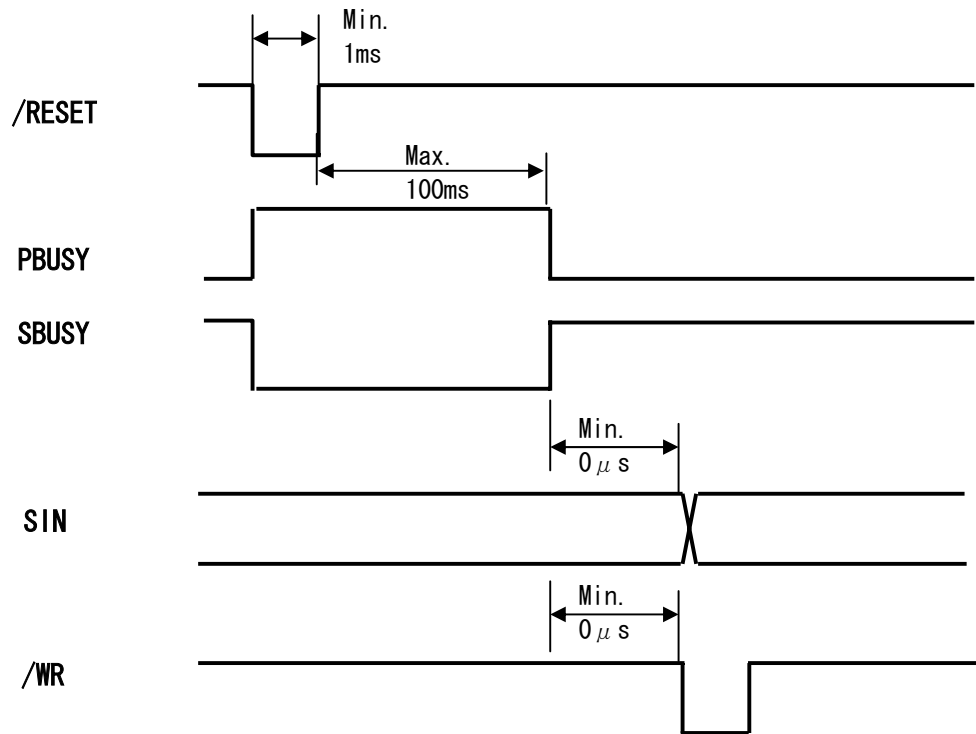 Min.
1ms
/RESET
Max.
100ms
PBUSY
SBUSY
Min.
0μs
SIN
Min.
0μs
/WR